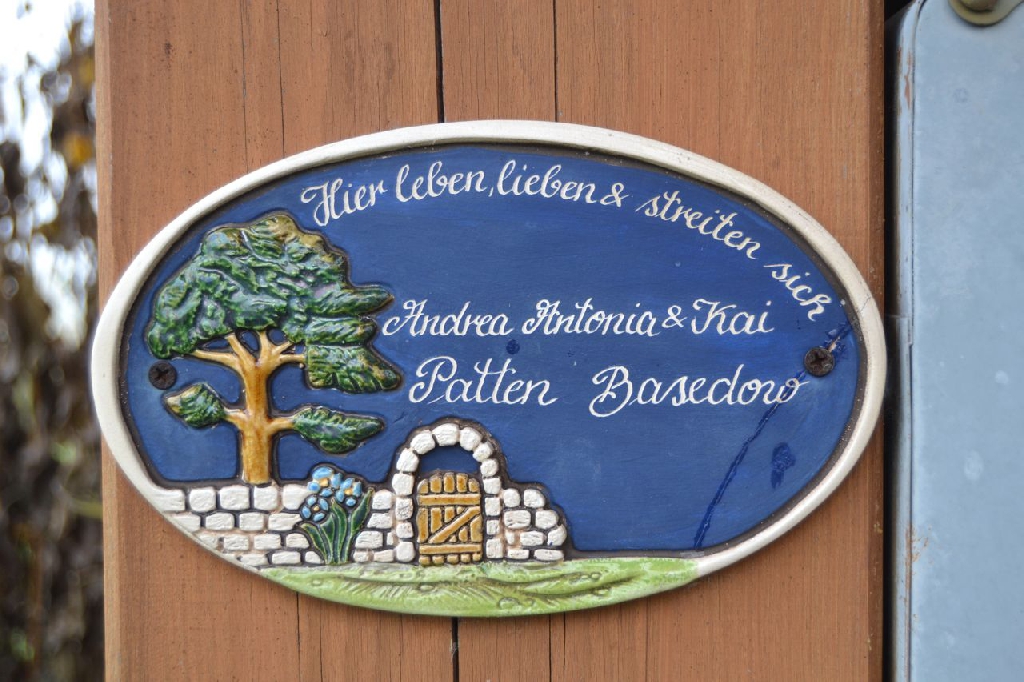 Hier leben, lieben & streiten sich
Andrea Antonia & Kai
Patten Basedow